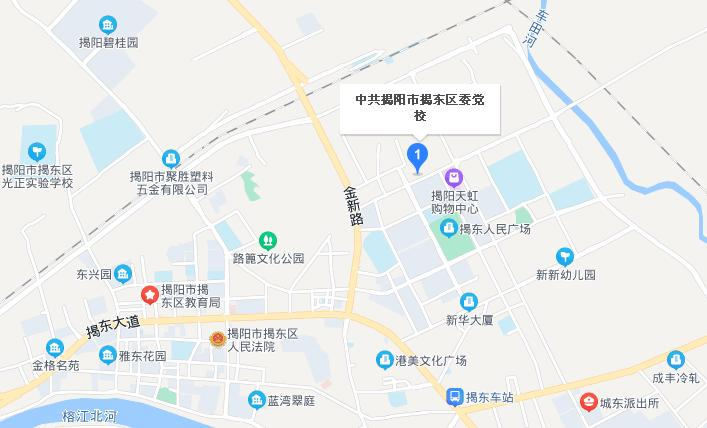 揭阳碧桂园
车田河
中共揭阳市揭东区委党
校
1
揭阳市揭东区
光正实验学校
揭阳市聚胜塑料
五金有限公司
金新路
揭阳天虹
购物中心
揭东人民广场
路篦文化公园
东兴园
揭阳市揭
东区教育局
新新幼儿园
揭东大道
新华大厦
揭阳市揭东区
人民法院
金格名苑
雅东花园
港美文化广场
成丰冷轧
蓝湾翠庭
揭东车站
城东派出所
榕江北河